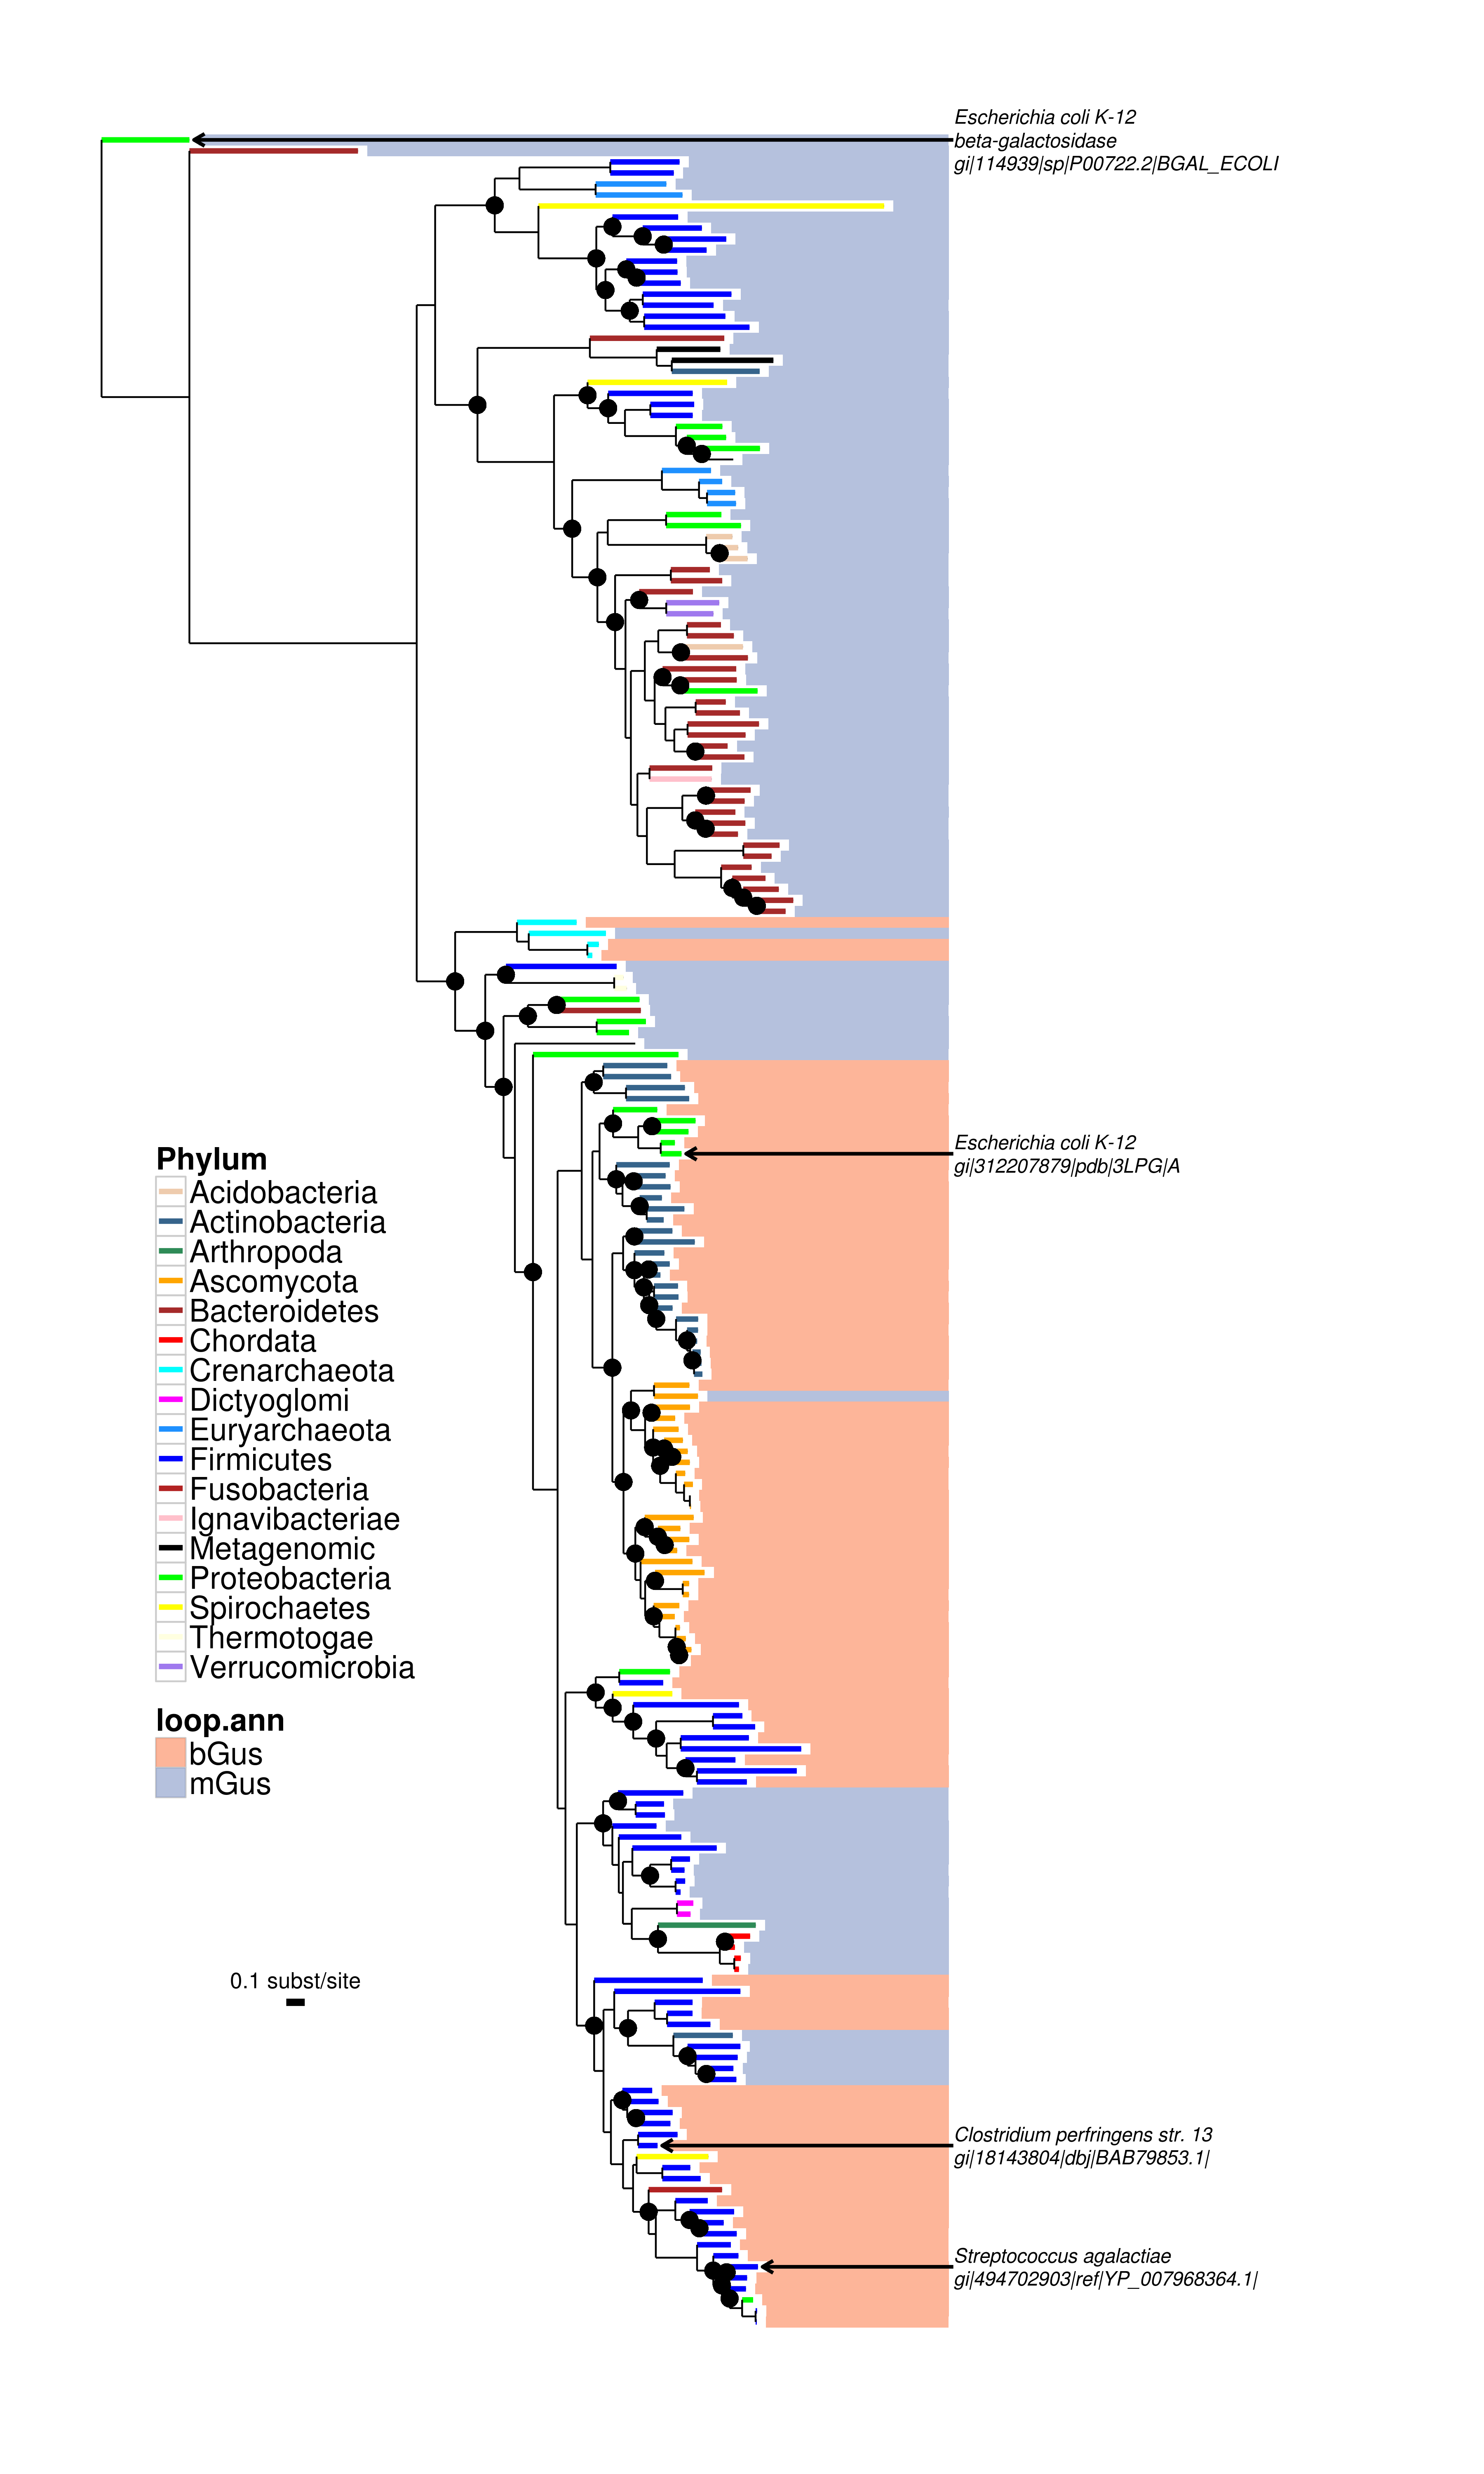 Escherichia coli K-12
beta-galactosidase
gi|114939|sp|P00722.2|BGAL_ECOLI
Escherichia coli K-12
gi|312207879|pdb|3LPG|A
Phylum
Acidobacteria
Actinobacteria
Arthropoda
Ascomycota
Bacteroidetes
Chordata
Crenarchaeota
Dictyoglomi
Euryarchaeota
Firmicutes
Fusobacteria
Ignavibacteriae
Metagenomic
Proteobacteria
Spirochaetes
Thermotogae
Verrucomicrobia
loop.ann
bGus
mGus
0.1 subst/site
Clostridium perfringens str. 13
gi|18143804|dbj|BAB79853.1|
Streptococcus agalactiae
gi|494702903|ref|YP_007968364.1|